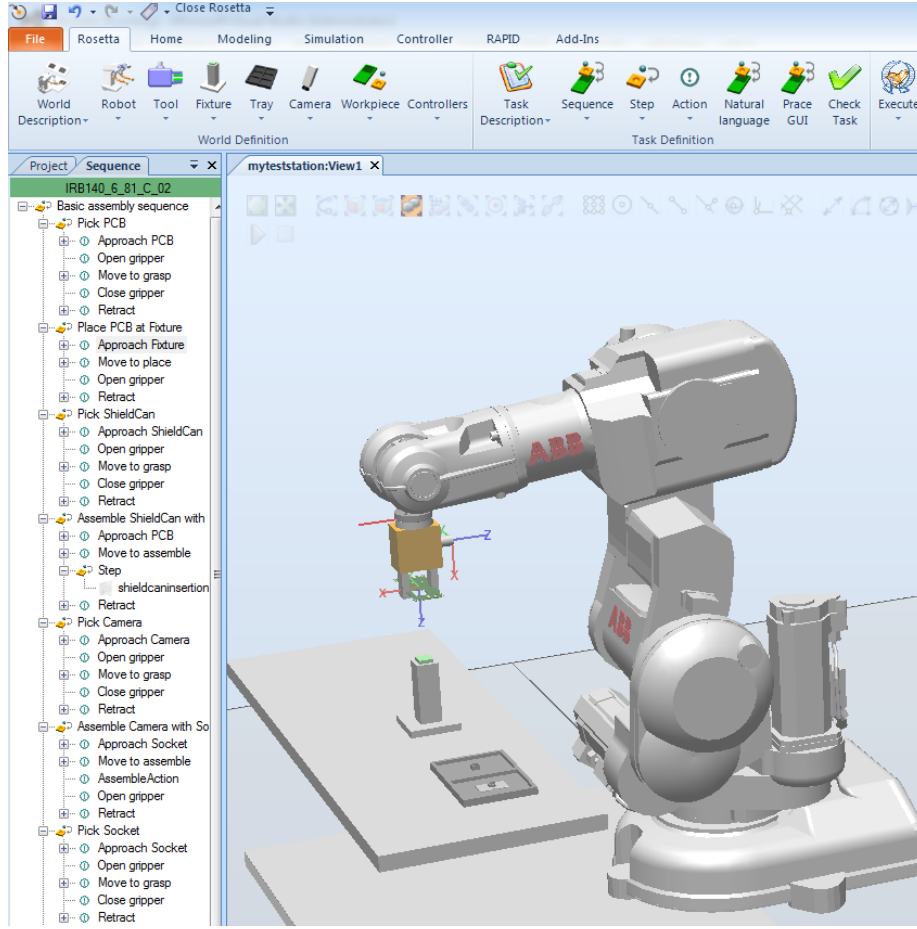 Close Rosetta
File Rosetta Home Modeling Simulation Controller RAPID Add-Ins
World Description Robot Tool Fixture Tray Camera Workpiece Controllers Task Description Sequence Step Action Natural language Prace GUI Check Task Execute
World Definition Task Definition
Project Sequence myteststation:View1
IRB140_6_81_C_02
Basic assembly sequence
Pick PCB
Approach PCB
Open gripper
Move to grasp
Close gripper
Retract
Place PCB at Fixture
Approach Fixture
Move to place
Open gripper
Retract
Pick ShieldCan
Approach ShieldCan
Open gripper
Move to grasp
Close gripper
Retract
Assemble ShieldCan with
Approach PCB
Move to assemble
Step
shieldcaninsertion
Retract
Pick Camera
Approach Camera
Open gripper
Move to grasp
Close gripper
Retract
Assemble Camera with So
Approach Socket
Move to assemble
AssembleAction
Open gripper
Retract
Pick Socket
Approach Socket
Open gripper
Move to grasp
Close gripper
Retract
ABB
Z
X
X
Z
ABB